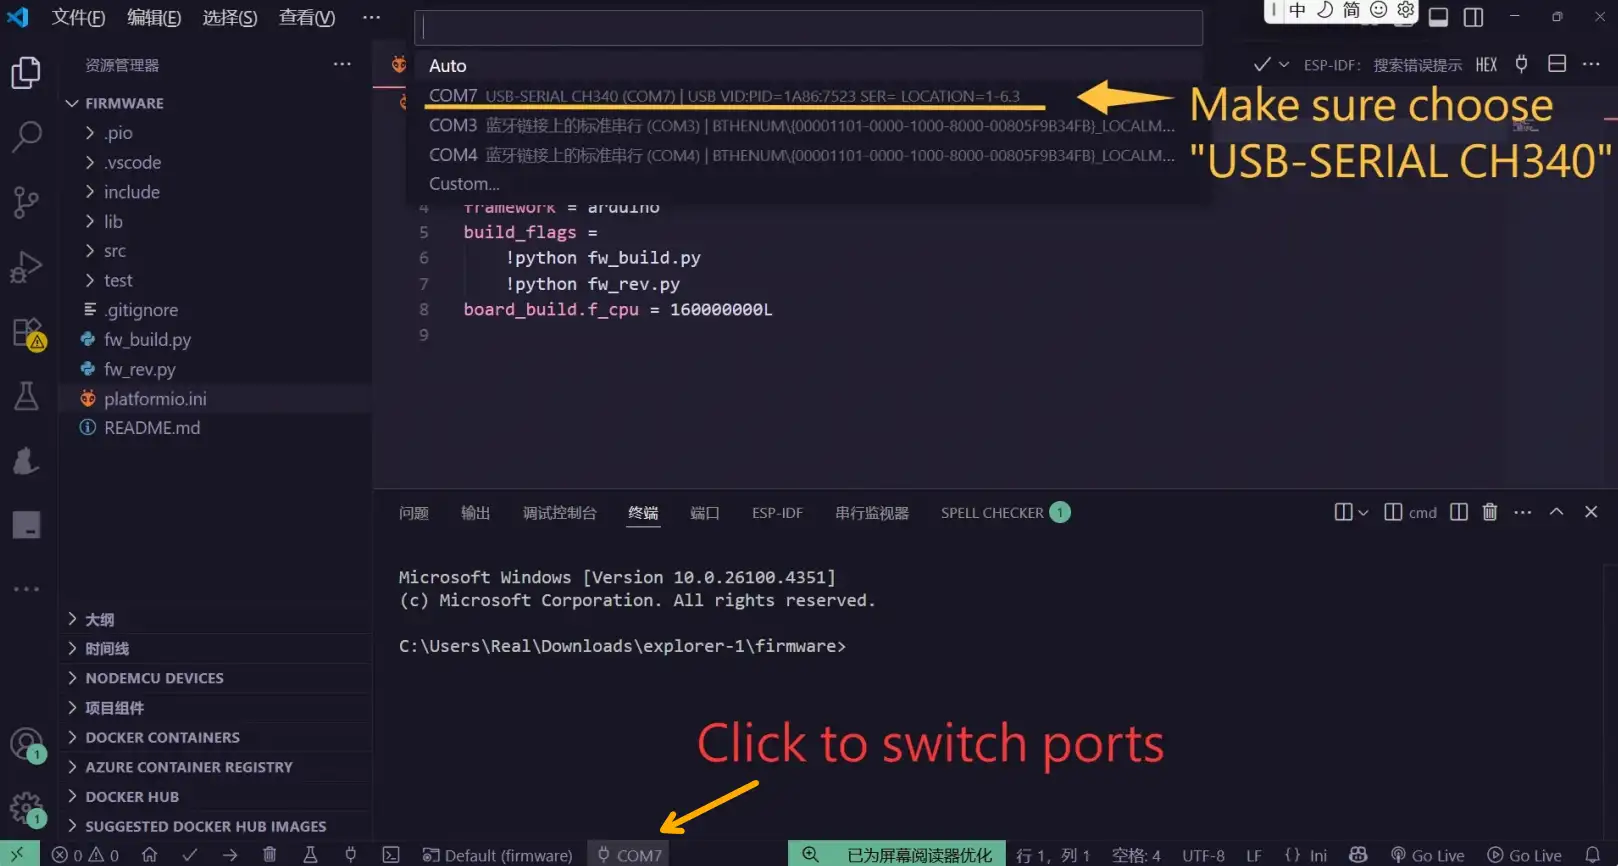 文件(F) 编辑(E) 选择(S) 查看(V) ...
中 简
资源管理器 ...
FIRMWARE
.pio
.vscode
include
lib
src
test
.gitignore
fw_build.py
fw_rev.py
platformio.ini
README.md
大纲
时间线
NODEMCU DEVICES
项目组件
DOCKER CONTAINERS
AZURE CONTAINER REGISTRY
DOCKER HUB
SUGGESTED DOCKER HUB IMAGES
Auto
COM7 USB-SERIAL CH340 (COM7) | USB VID:PID=1A86:7523 SER= LOCATION=1-6.3
COM3 蓝牙链接上的标准串行 (COM3) | BTHENUM\{00001101-0000-1000-8000-00805F9B34FB}_LOCALM...
COM4 蓝牙链接上的标准串行 (COM4) | BTHENUM\{00001101-0000-1000-8000-00805F9B34FB}_LOCALM...
Custom...
ESP-IDF: 搜索错误提示 HEX ...
Make sure choose
"USB-SERIAL CH340"
4 framework = arduino
5 build_flags =
6 !python fw_build.py
7 !python fw_rev.py
8 board_build.f_cpu = 160000000L
9
问题 输出 调试控制台 终端 端口 ESP-IDF 串行监视器 SPELL CHECKER 1 cmd ...
Microsoft Windows [Version 10.0.26100.4351]
(c) Microsoft Corporation. All rights reserved.
C:\Users\Real\Downloads\explorer-1\firmware>
Click to switch ports
1
1
0 0 Default (firmware) COM7 已为屏幕阅读器优化 行 1, 列 1 空格: 4 UTF-8 LF {} Ini Go Live Go Live